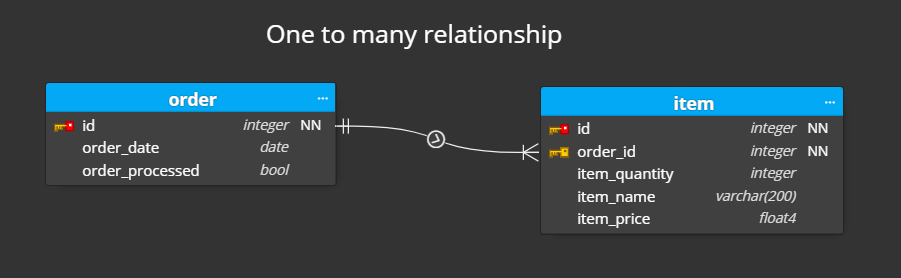 One to many relationship
order ...
id integer NN
order_date date
order_processed bool
item ...
id integer NN
order_id integer NN
item_quantity integer
item_name varchar(200)
item_price float4